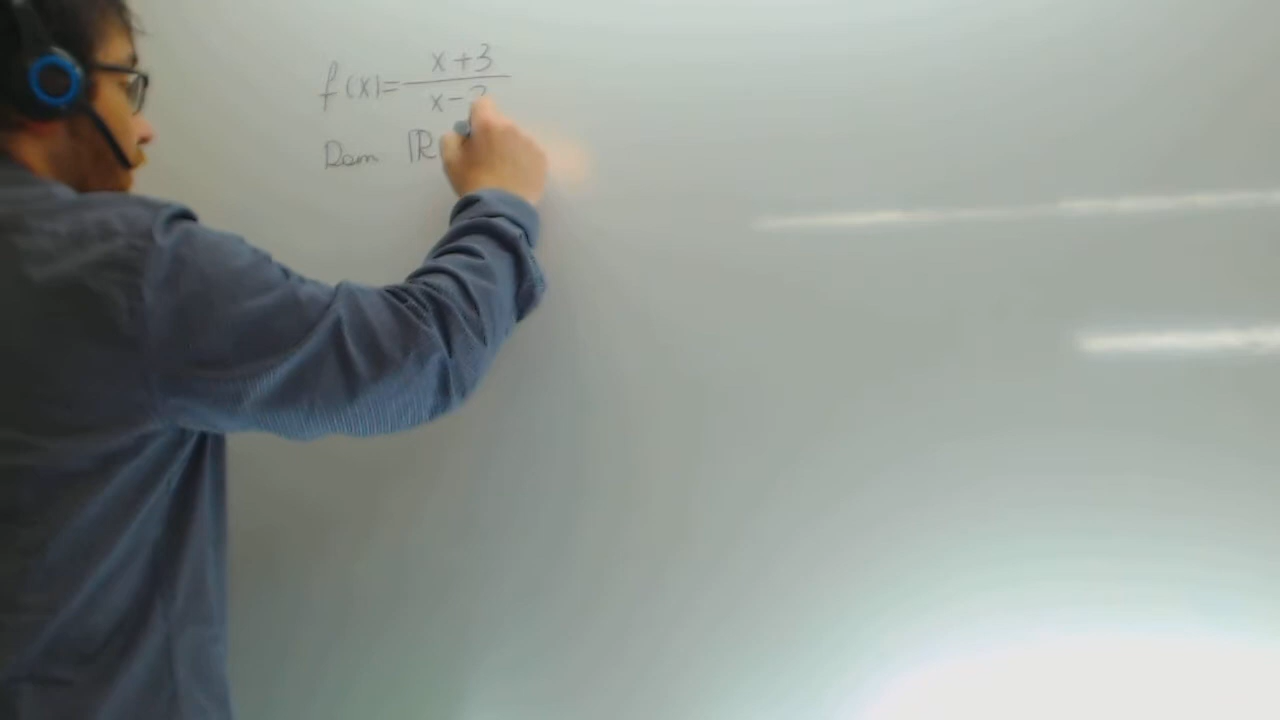 f(x)= x+3 / x-
Dom ℝ